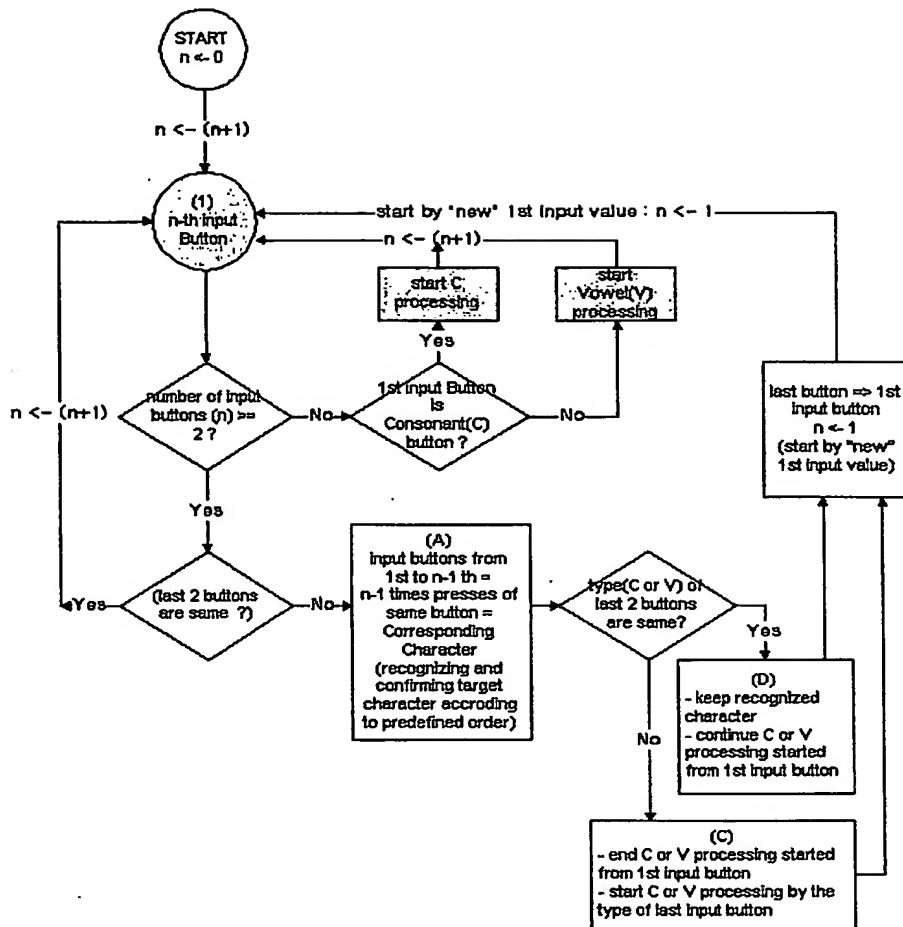 START
n <- 0
n <- (n+1)
(1)
n-th input
Button
start by "new" 1st input value : n <- 1
n <- (n+1)
start C
processing
start
Vowel(V)
processing
Yes
number of input
buttons (n) >=
2 ?
No
1st input Button
is
Consonant(C)
button ?
No
n <- (n+1)
last button => 1st
input button
n <- 1
(start by "new"
1st input value)
Yes
(last 2 buttons
are same ?)
Yes
No
(A)
input buttons from
1st to n-1 th =
n-1 times presses of
same button =
Corresponding
Character
(recognizing and
confirming target
character accroding
to predefined order)
type(C or V) of
last 2 buttons
are same?
Yes
(D)
- keep recognized
character
- continue C or V
processing started
from 1st input button
No
(C)
- end C or V processing started
from 1st input button
- start C or V processing by the
type of last input button